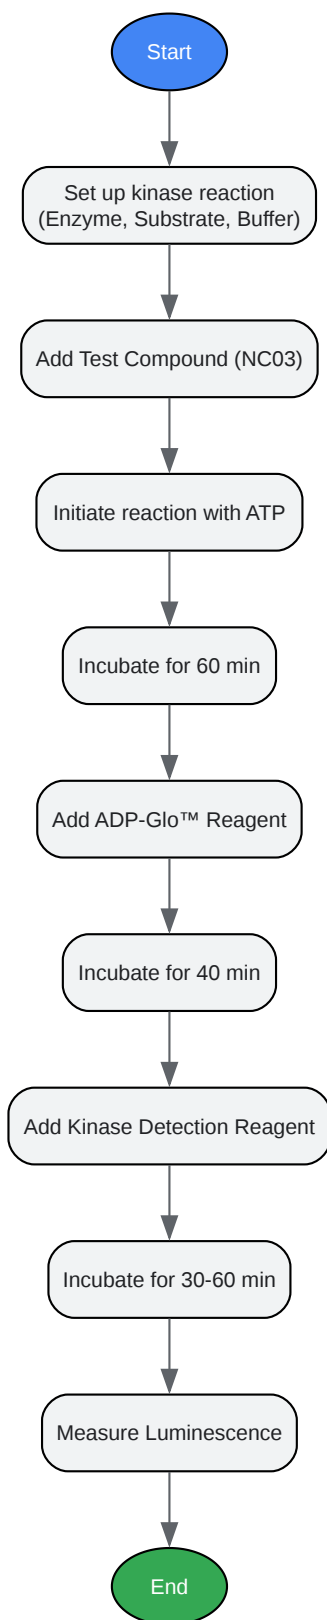 Start
Set up kinase reaction
(Enzyme, Substrate, Buffer)
Add Test Compound (NC03)
Initiate reaction with ATP
Incubate for 60 min
Add ADP-Glo™ Reagent
Incubate for 40 min
Add Kinase Detection Reagent
Incubate for 30-60 min
Measure Luminescence
End